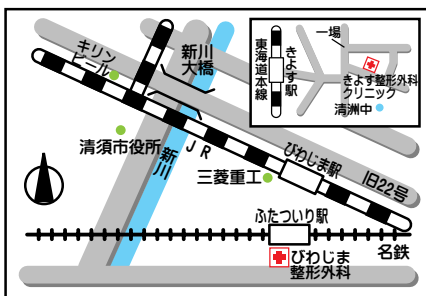 キリン
ビール
新川
大橋
清須市役所
新川
JR
三菱重工
びわじま駅
旧22号
ふたついり駅
名鉄
びわじま
整形外科
東海道本線
きよす駅
一場
きよす整形外科
クリニック
清洲中